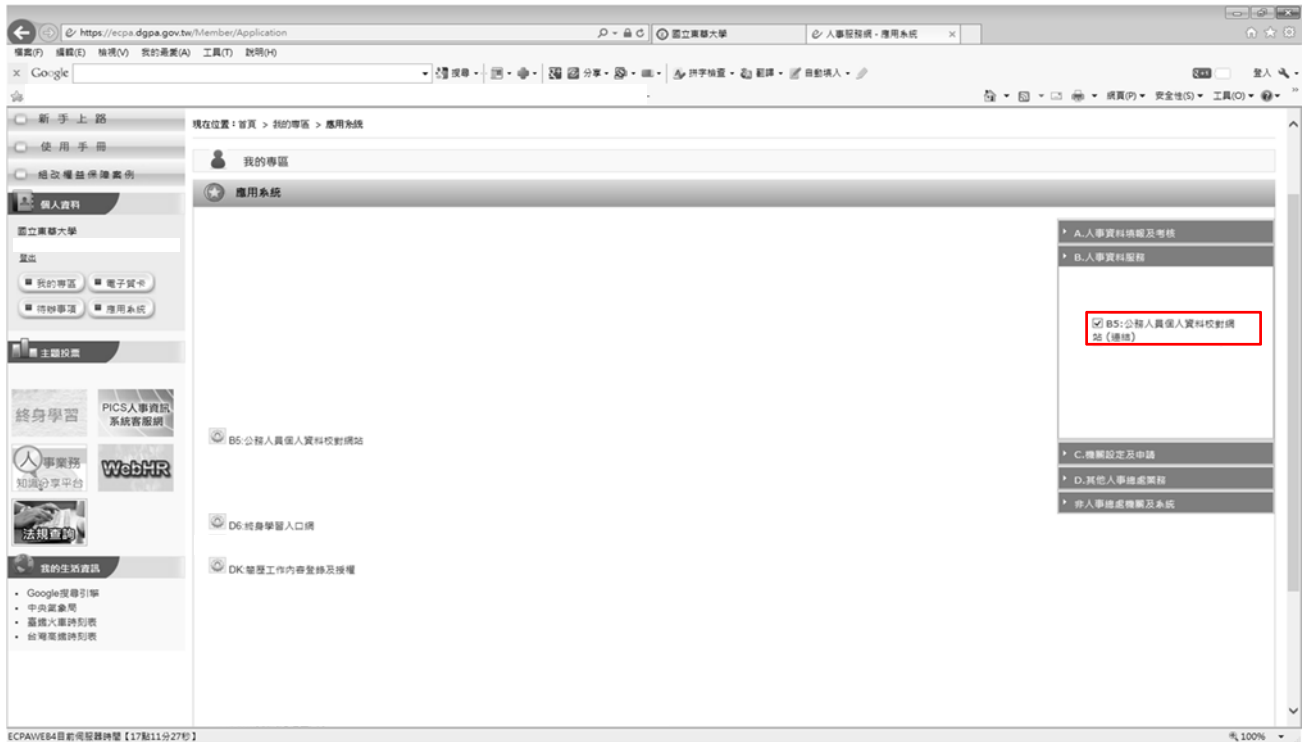 https://ecpa.dgpa.gov.tw/Member/Application
國立東華大學
人事服務網 - 應用系統
檔案(F) 編輯(E) 檢視(V) 我的最愛(A) 工具(T) 說明(H)
Google
搜尋
分享
拼字檢查
翻譯
自動填入
登入
網頁(P) 安全性(S) 工具(O)
新手上路
使用手冊
組改權益保障案例
個人資料
國立東華大學
登出
我的專區
電子賀卡
待辦事項
應用系統
主題投票
終身學習
PICS人事資訊
系統客服網
人事業務
知識分享平台
WebHR
法規查詢
我的生活資訊
Google搜尋引擎
中央氣象局
臺鐵火車時刻表
台灣高鐵時刻表
現在位置：首頁 > 我的專區 > 應用系統
我的專區
應用系統
B5:公務人員個人資料校對網站
D6:終身學習入口網
DK:簡歷工作內容登錄及授權
A.人事資料填報及考核
B.人事資料服務
B5:公務人員個人資料校對網
站 (連結)
C.機關設定及申請
D.其他人事總處業務
非人事總處機關及系統
ECPAWEB4目前伺服器時間【17點11分27秒】
100%